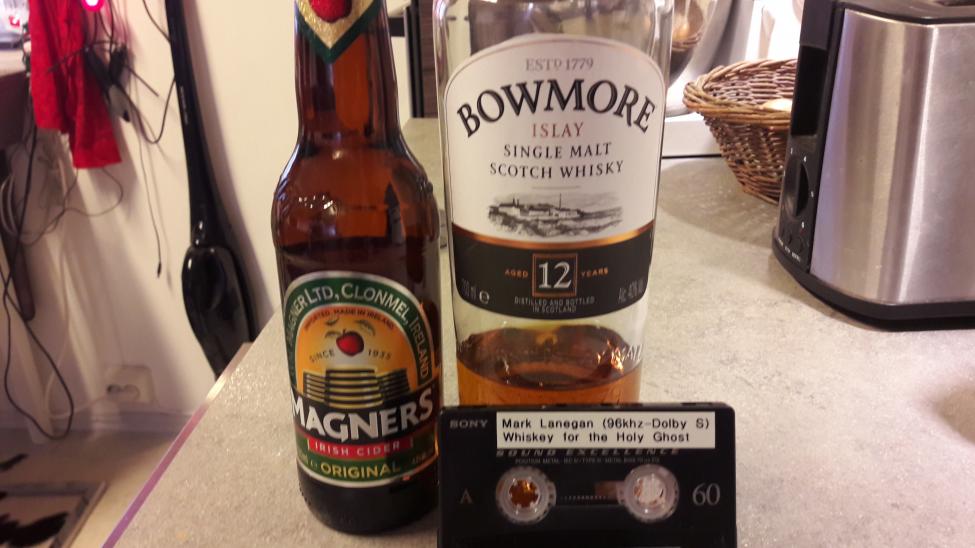 MAGNER LTD, CLONMEL, IRELAND
IMPORTED, MADE IN IRELAND
SINCE 1935
MAGNERS
IRISH CIDER
ORIGINAL
ESTD 1779
BOWMORE
ISLAY
SINGLE MALT
SCOTCH WHISKY
AGED 12 YEARS
DISTILLED AND BOTTLED
IN SCOTLAND
SONY
Mark Lanegan (96khz-Dolby S)
Whiskey for the Holy Ghost
SOUND EXCELLENCE
A
60